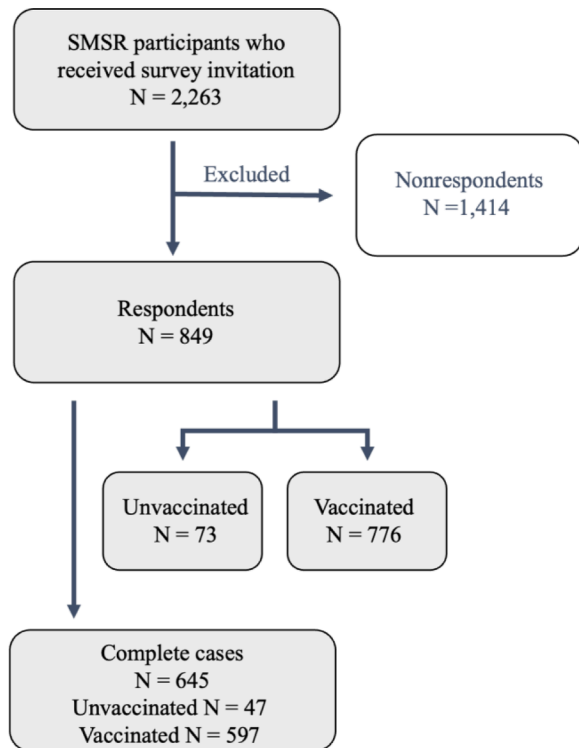 SMSR participants who
received survey invitation
N = 2,263
Excluded
Nonrespondents
N =1,414
Respondents
N = 849
Unvaccinated
N = 73
Vaccinated
N = 776
Complete cases
N = 645
Unvaccinated N = 47
Vaccinated N = 597